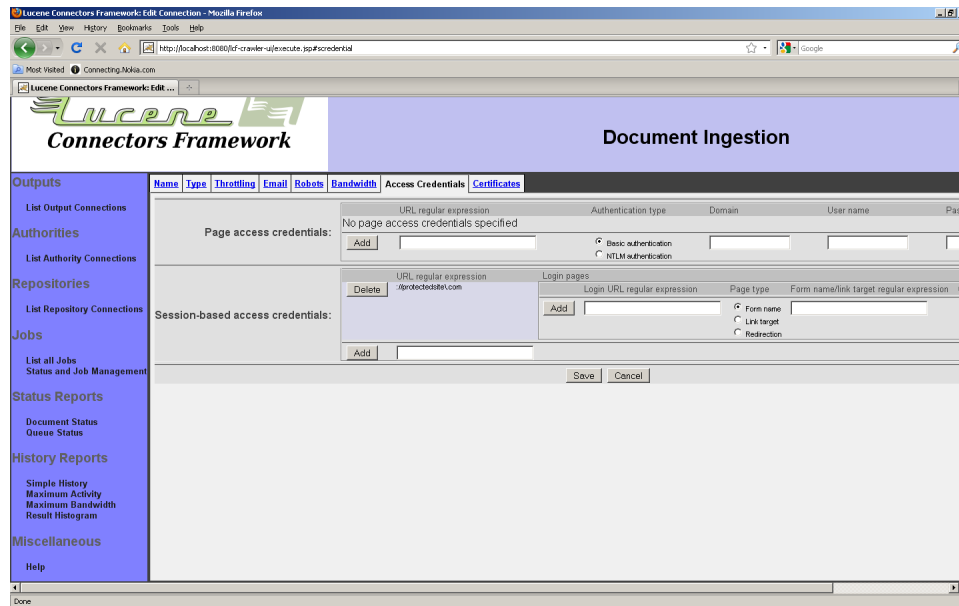 Lucene Connectors Framework: Edit Connection - Mozilla Firefox
File Edit View History Bookmarks Tools Help
http://localhost:8080/lcf-crawler-ui/execute.jsp#scredential
Google
Most Visited Connecting.Nokia.com
Lucene Connectors Framework: Edit ...
Lucene
Connectors Framework
Document Ingestion
Name Type Throttling Email Robots Bandwidth Access Credentials Certificates
Outputs
List Output Connections
Authorities
List Authority Connections
Repositories
List Repository Connections
Jobs
List all Jobs
Status and Job Management
Status Reports
Document Status
Queue Status
History Reports
Simple History
Maximum Activity
Maximum Bandwidth
Result Histogram
Miscellaneous
Help
Page access credentials:
URL regular expression Authentication type Domain User name Pas
No page access credentials specified
Add Basic authentication
NTLM authentication
Session-based access credentials:
URL regular expression Login pages
Delete ://protectedsite\.com
Login URL regular expression Page type Form name/link target regular expression
Add Form name
Link target
Redirection
Add
Save Cancel
Done